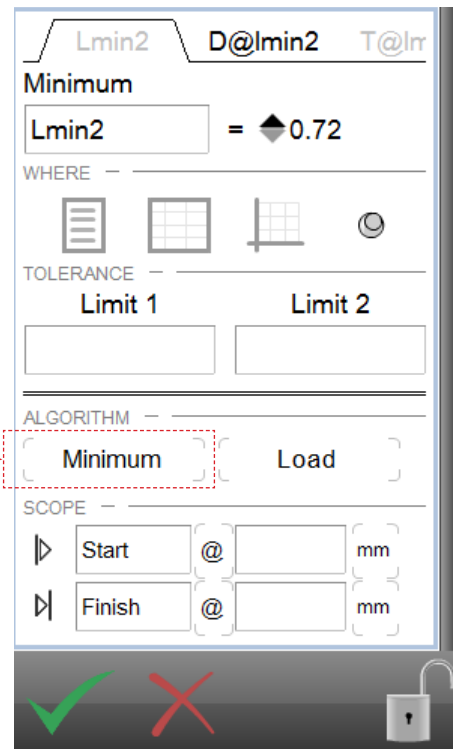 Lmin2 D@lmin2 T@lm
Minimum
Lmin2 = 0.72
WHERE
TOLERANCE
Limit 1 Limit 2
ALGORITHM
Minimum Load
SCOPE
Start @ mm
Finish @ mm